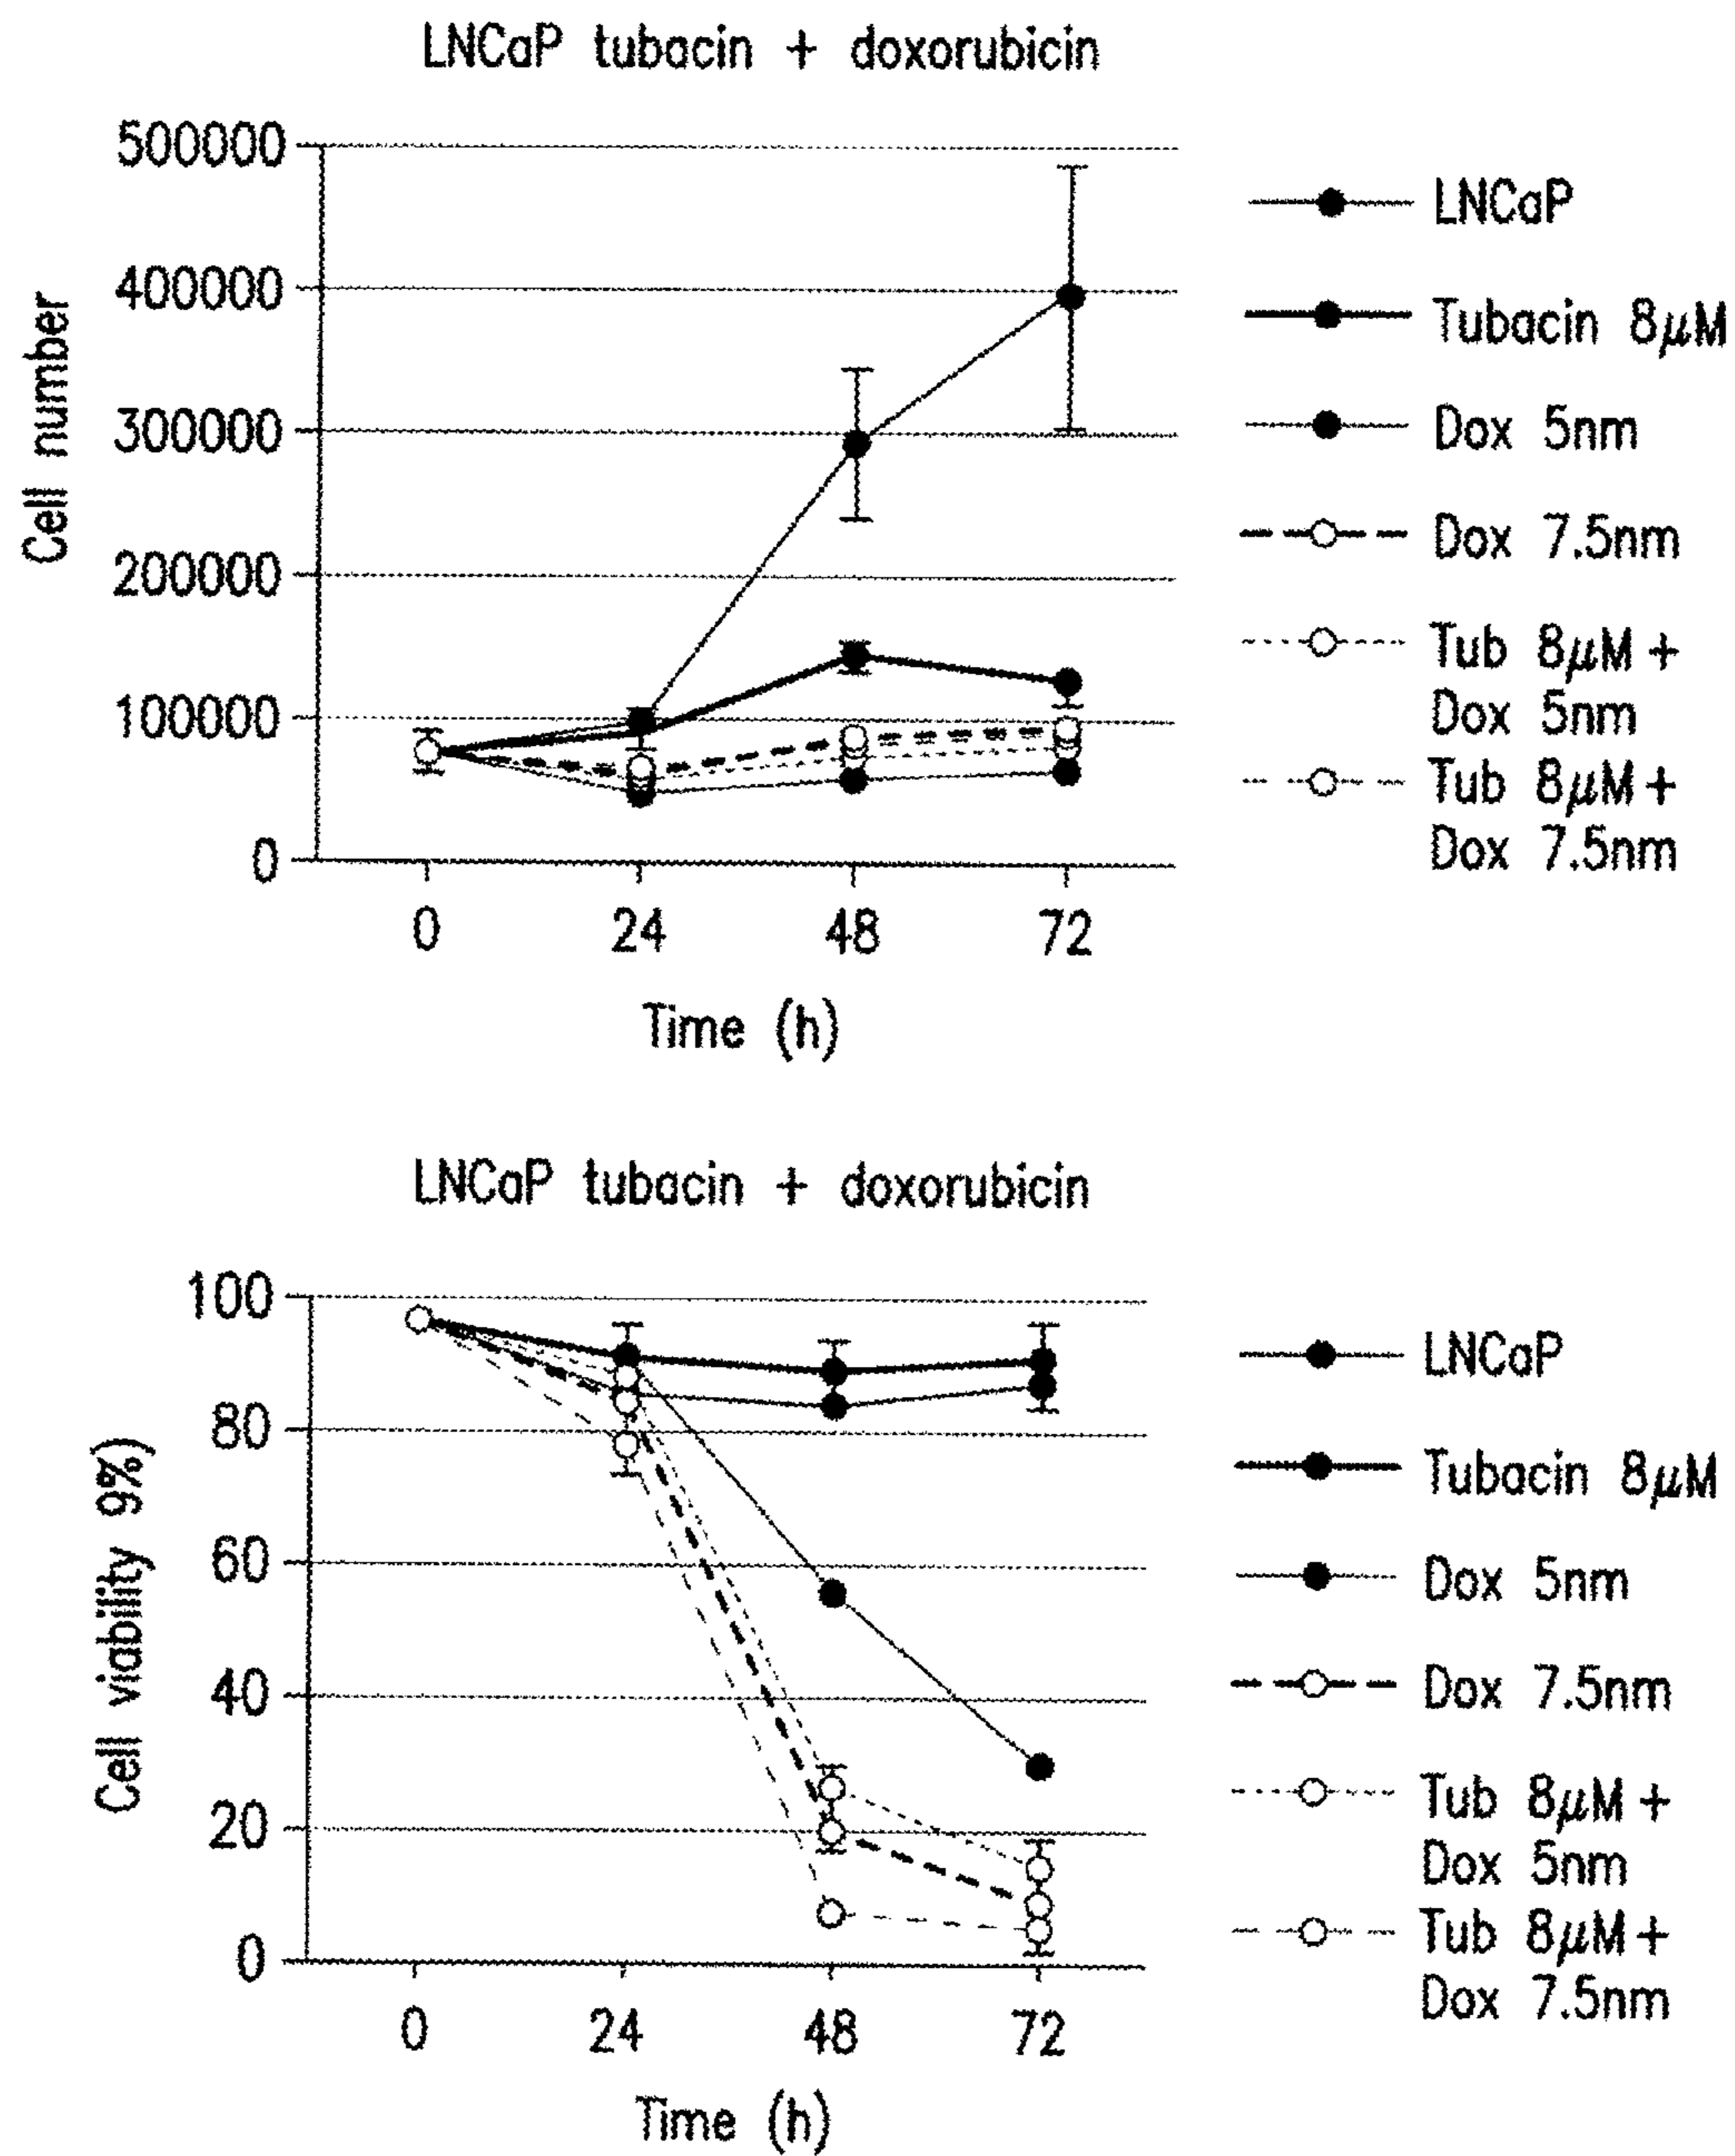 LNCaP tubacin + doxorubicin
500000
400000
300000
200000
100000
0
Cell number
0 24 48 72
Time (h)
LNCaP
Tubacin 8μM
Dox 5nm
Dox 7.5nm
Tub 8μM +
Dox 5nm
Tub 8μM +
Dox 7.5nm
LNCaP tubacin + doxorubicin
100
80
60
40
20
0
Cell viability 9%)
0 24 48 72
Time (h)
LNCaP
Tubacin 8μM
Dox 5nm
Dox 7.5nm
Tub 8μM +
Dox 5nm
Tub 8μM +
Dox 7.5nm